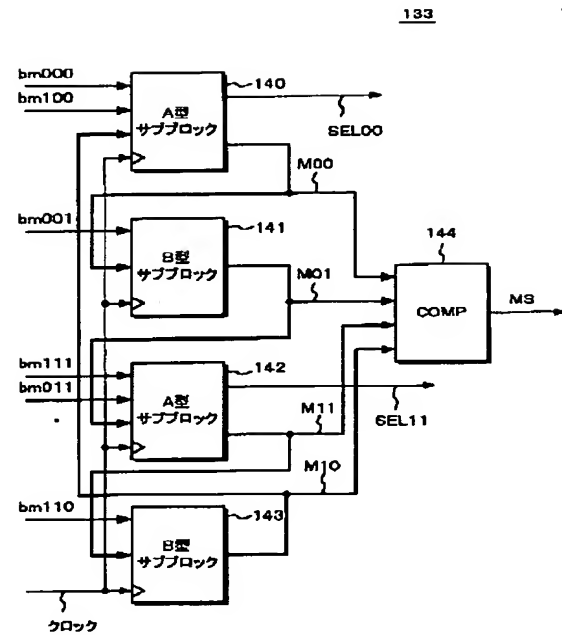 133
bm000
bm100
A型
サブブロック
140
SEL00
M00
bm001
B型
サブブロック
141
M01
144
COMP
MS
bm111
bm011
A型
サブブロック
142
SEL11
M11
M10
bm110
B型
サブブロック
143
クロック